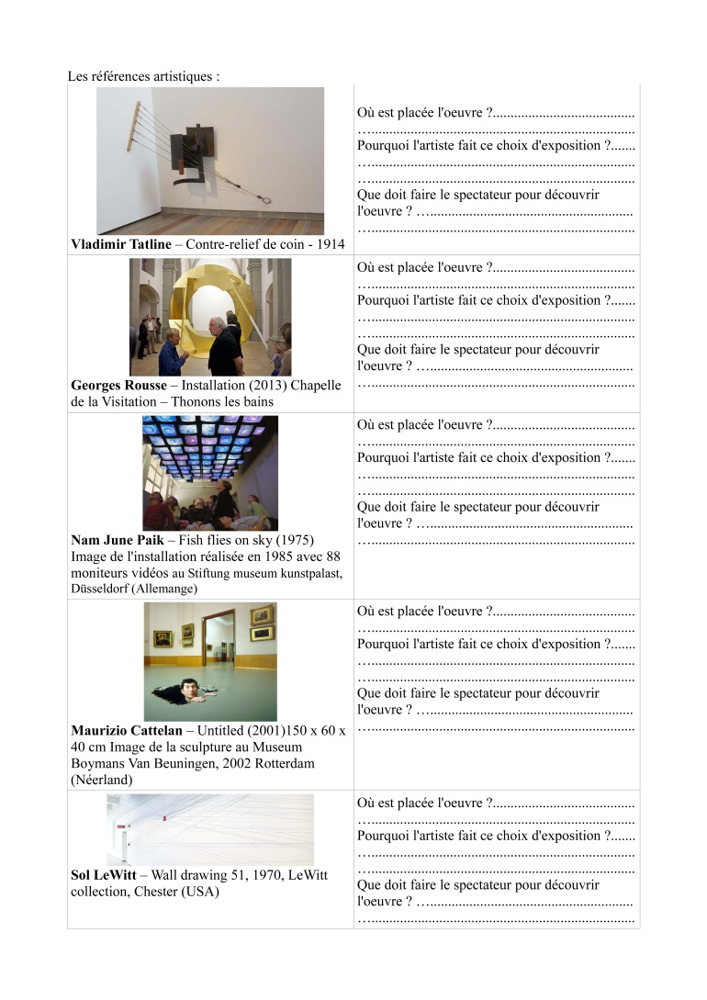 Les références artistiques :
Où est placée l'oeuvre ?........................................
…..........................................................................
Pourquoi l'artiste fait ce choix d'exposition ?.......
…..........................................................................
…..........................................................................
Que doit faire le spectateur pour découvrir
l'oeuvre ? …..........................................................
…..........................................................................
Vladimir Tatline – Contre-relief de coin - 1914
Où est placée l'oeuvre ?........................................
…..........................................................................
Pourquoi l'artiste fait ce choix d'exposition ?.......
…..........................................................................
…..........................................................................
Que doit faire le spectateur pour découvrir
l'oeuvre ? …..........................................................
…..........................................................................
Georges Rousse – Installation (2013) Chapelle
de la Visitation – Thonons les bains
Où est placée l'oeuvre ?........................................
…..........................................................................
Pourquoi l'artiste fait ce choix d'exposition ?.......
…..........................................................................
…..........................................................................
Que doit faire le spectateur pour découvrir
l'oeuvre ? …..........................................................
…..........................................................................
Nam June Paik – Fish flies on sky (1975)
Image de l'installation réalisée en 1985 avec 88
moniteurs vidéos au Stiftung museum kunstpalast,
Düsseldorf (Allemange)
Où est placée l'oeuvre ?........................................
…..........................................................................
Pourquoi l'artiste fait ce choix d'exposition ?.......
…..........................................................................
…..........................................................................
Que doit faire le spectateur pour découvrir
l'oeuvre ? …..........................................................
…..........................................................................
Maurizio Cattelan – Untitled (2001)150 x 60 x
40 cm Image de la sculpture au Museum
Boymans Van Beuningen, 2002 Rotterdam
(Néerland)
Où est placée l'oeuvre ?........................................
…..........................................................................
Pourquoi l'artiste fait ce choix d'exposition ?.......
…..........................................................................
…..........................................................................
Que doit faire le spectateur pour découvrir
l'oeuvre ? …..........................................................
…..........................................................................
Sol LeWitt – Wall drawing 51, 1970, LeWitt
collection, Chester (USA)